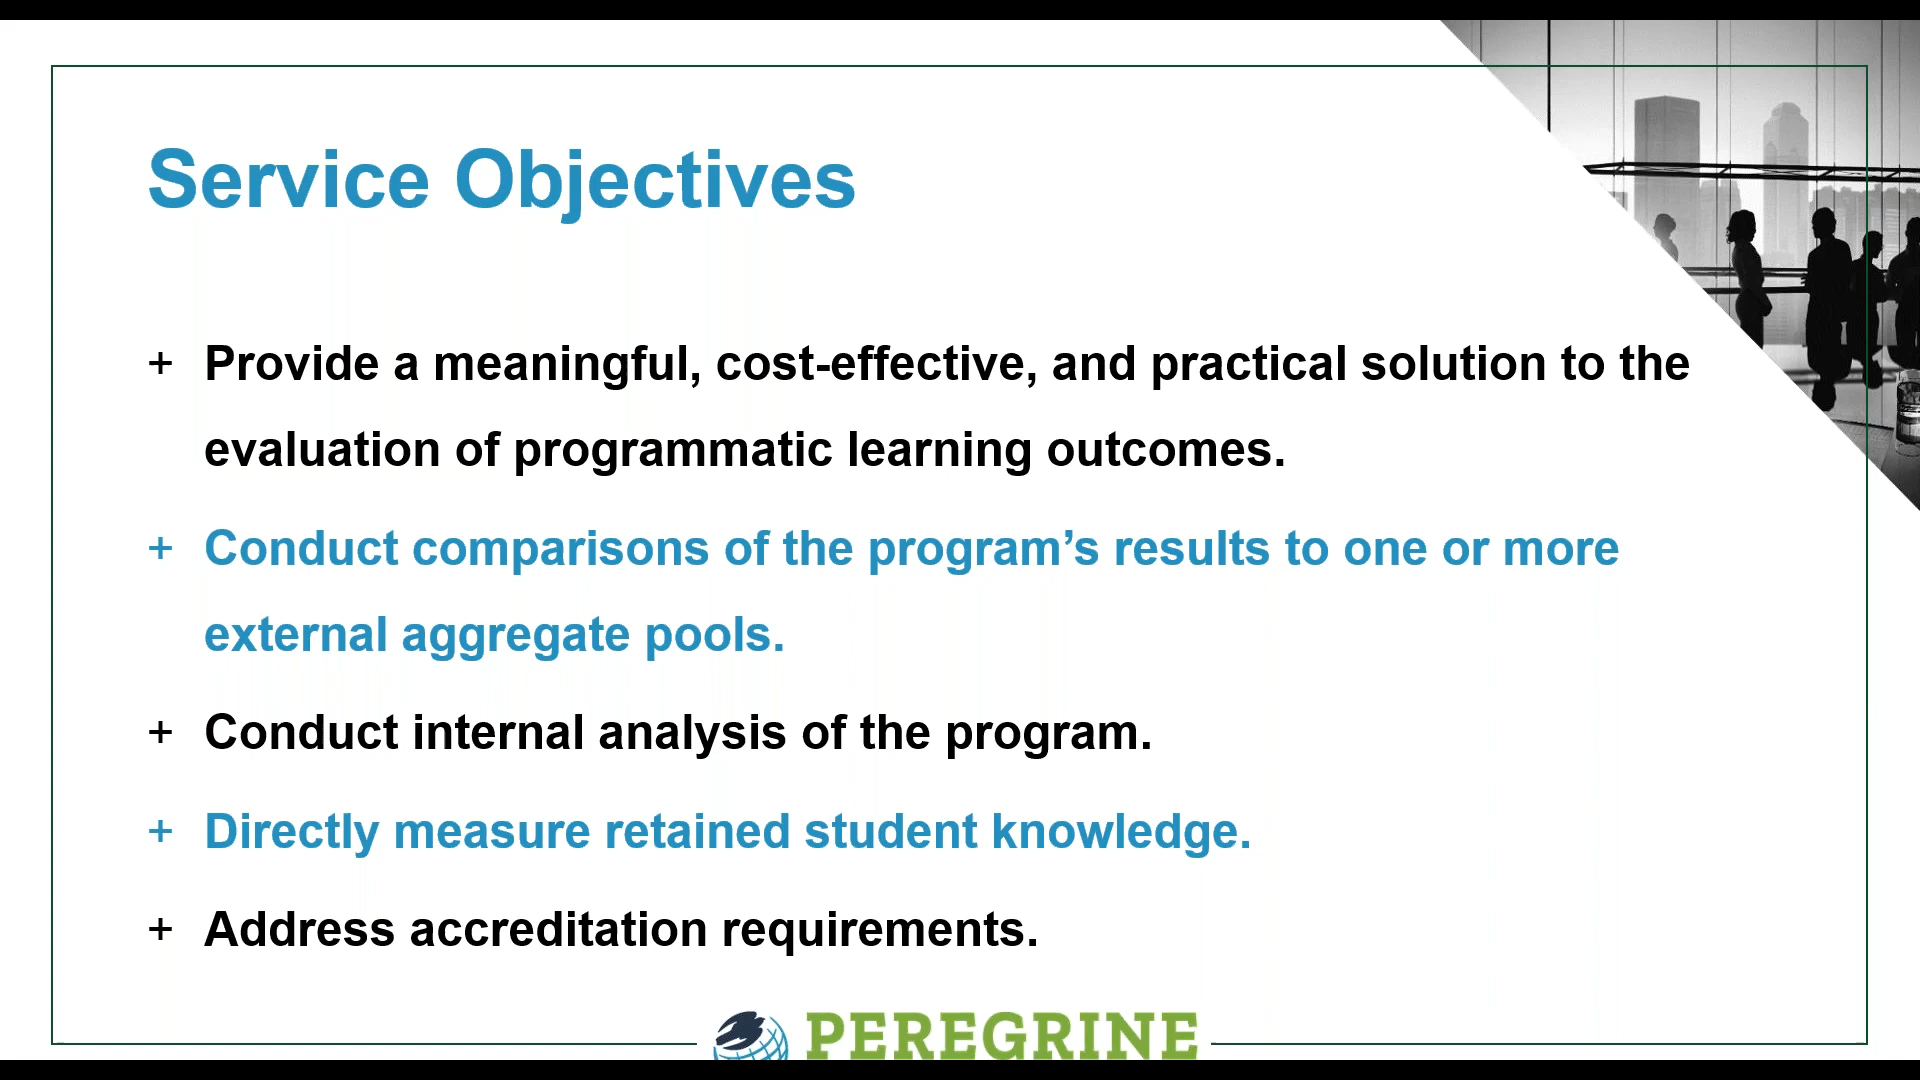 Service Objectives
+ Provide a meaningful, cost-effective, and practical solution to the
evaluation of programmatic learning outcomes.
+ Conduct comparisons of the program’s results to one or more
external aggregate pools.
+ Conduct internal analysis of the program.
+ Directly measure retained student knowledge.
+ Address accreditation requirements.
PEREGRINE